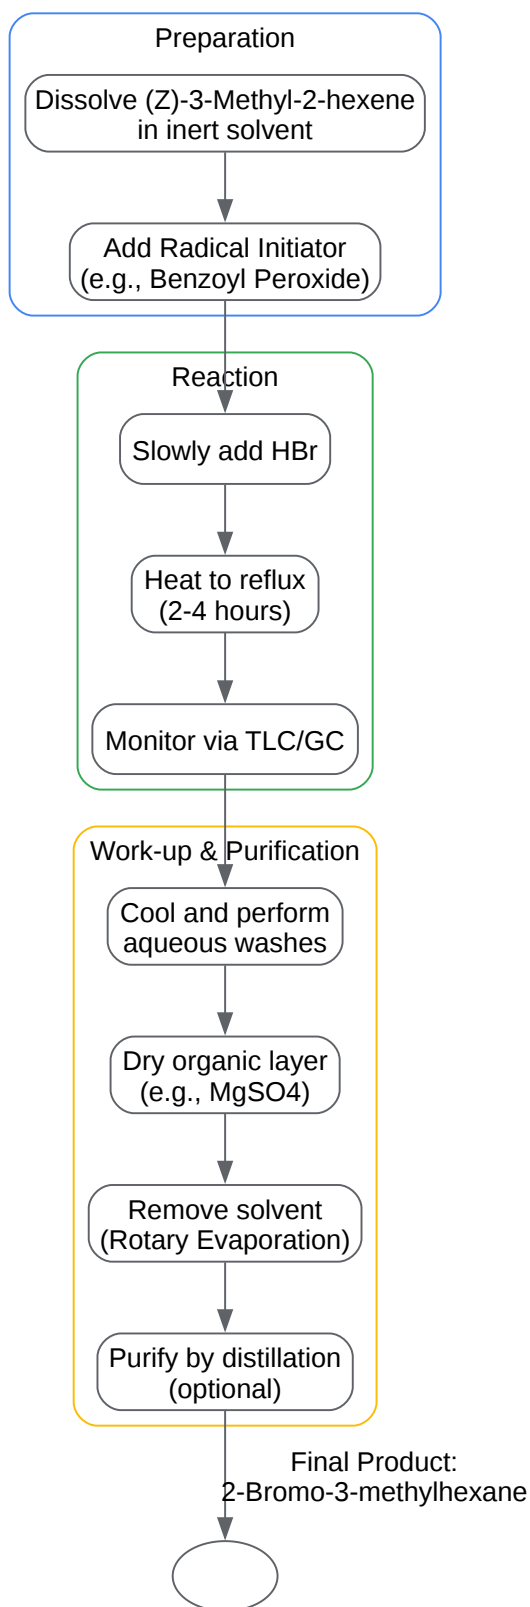 Preparation
Dissolve (Z)-3-Methyl-2-hexene
in inert solvent
Add Radical Initiator
(e.g., Benzoyl Peroxide)
Reaction
Slowly add HBr
Heat to reflux
(2-4 hours)
Monitor via TLC/GC
Work-up & Purification
Cool and perform
aqueous washes
Dry organic layer
(e.g., MgSO4)
Remove solvent
(Rotary Evaporation)
Purify by distillation
(optional)
Final Product:
2-Bromo-3-methylhexane